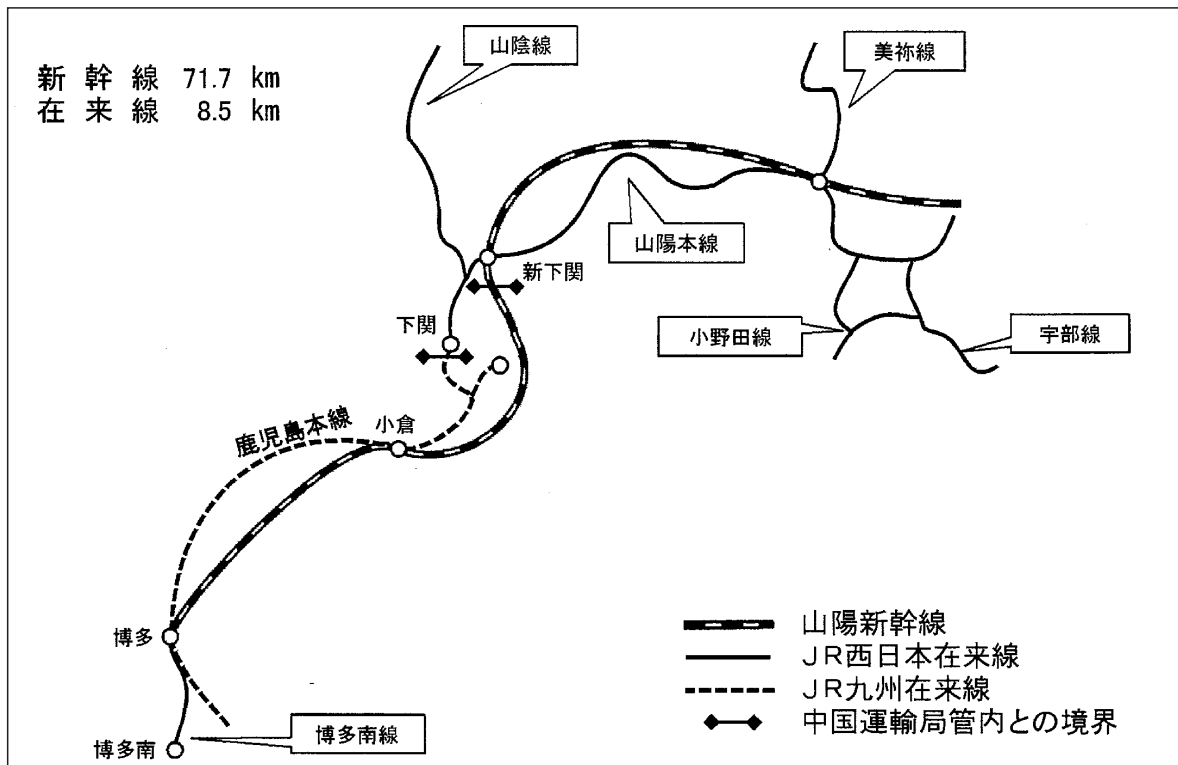 新幹線 71.7 km
在来線 8.5 km
山陰線
美祢線
山陽本線
新下関
下関
小野田線
宇部線
鹿児島本線
小倉
博多
博多南
博多南線
山陽新幹線
JR西日本在来線
JR九州在来線
中国運輸局管内との境界